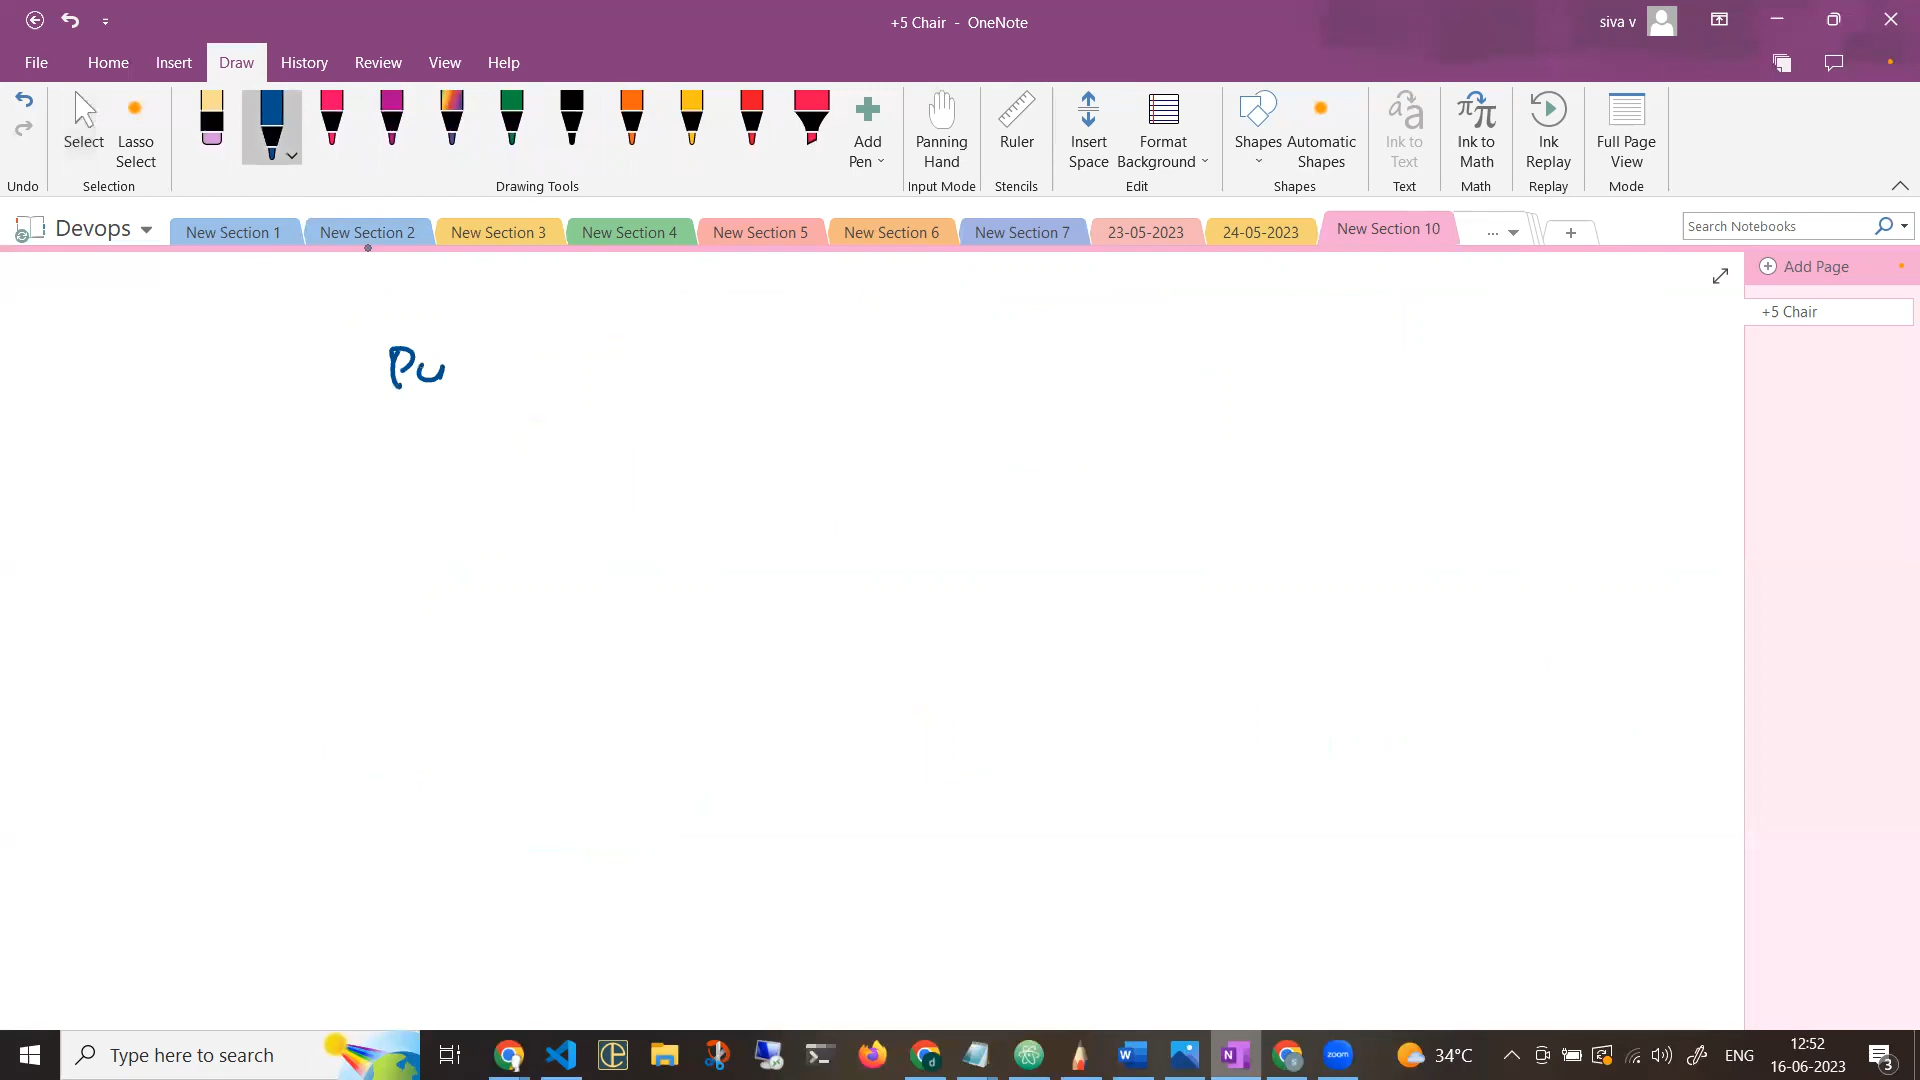 +5 Chair - OneNote
siva v
File Home Insert Draw History Review View Help
Select
Lasso Select
Add Pen
Panning Hand
Ruler
Insert Space
Format Background
Shapes
Automatic Shapes
Ink to Text
Ink to Math
Ink Replay
Full Page View
Undo Selection Drawing Tools Input Mode Stencils Edit Shapes Text Math Replay Mode
Devops New Section 1 New Section 2 New Section 3 New Section 4 New Section 5 New Section 6 New Section 7 23-05-2023 24-05-2023 New Section 10 ... Search Notebooks
Add Page
+5 Chair
Pu
Type here to search
zoom
34°C
ENG
12:52
16-06-2023
3